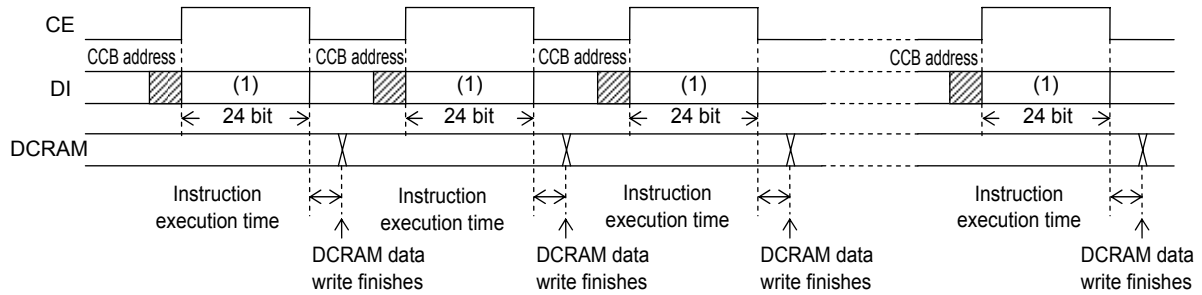 CE
CCB address CCB address CCB address CCB address
DI (1) (1) (1) (1)
24 bit 24 bit 24 bit 24 bit
DCRAM
Instruction Instruction Instruction Instruction
execution time execution time execution time execution time
DCRAM data DCRAM data DCRAM data DCRAM data
write finishes write finishes write finishes write finishes